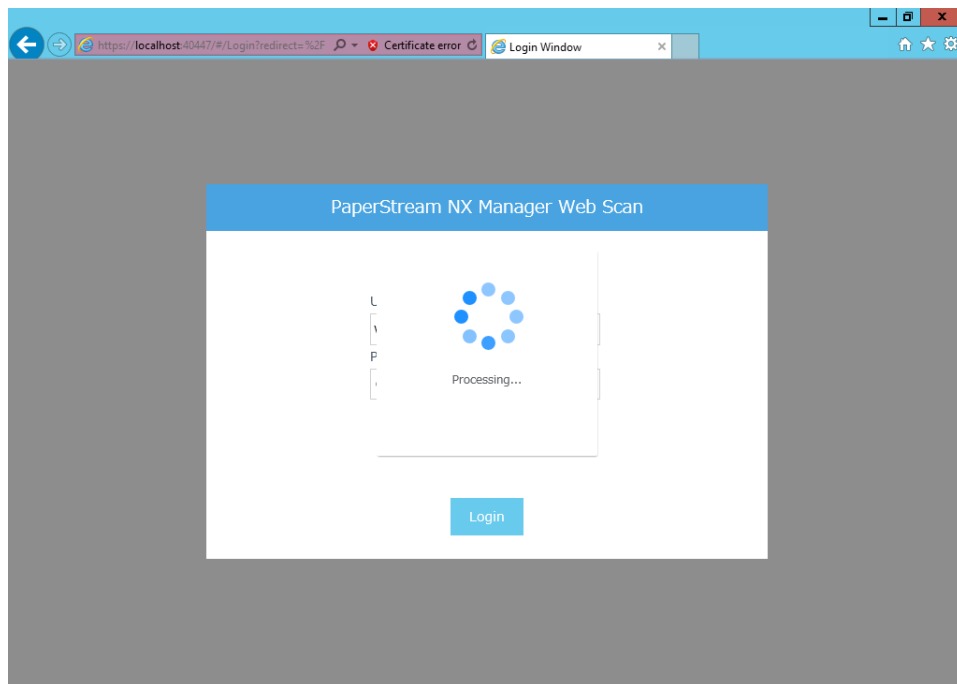 https://localhost:40447/#/Login?redirect=%2F Certificate error Login Window
PaperStream NX Manager Web Scan
U
P
Processing...
Login